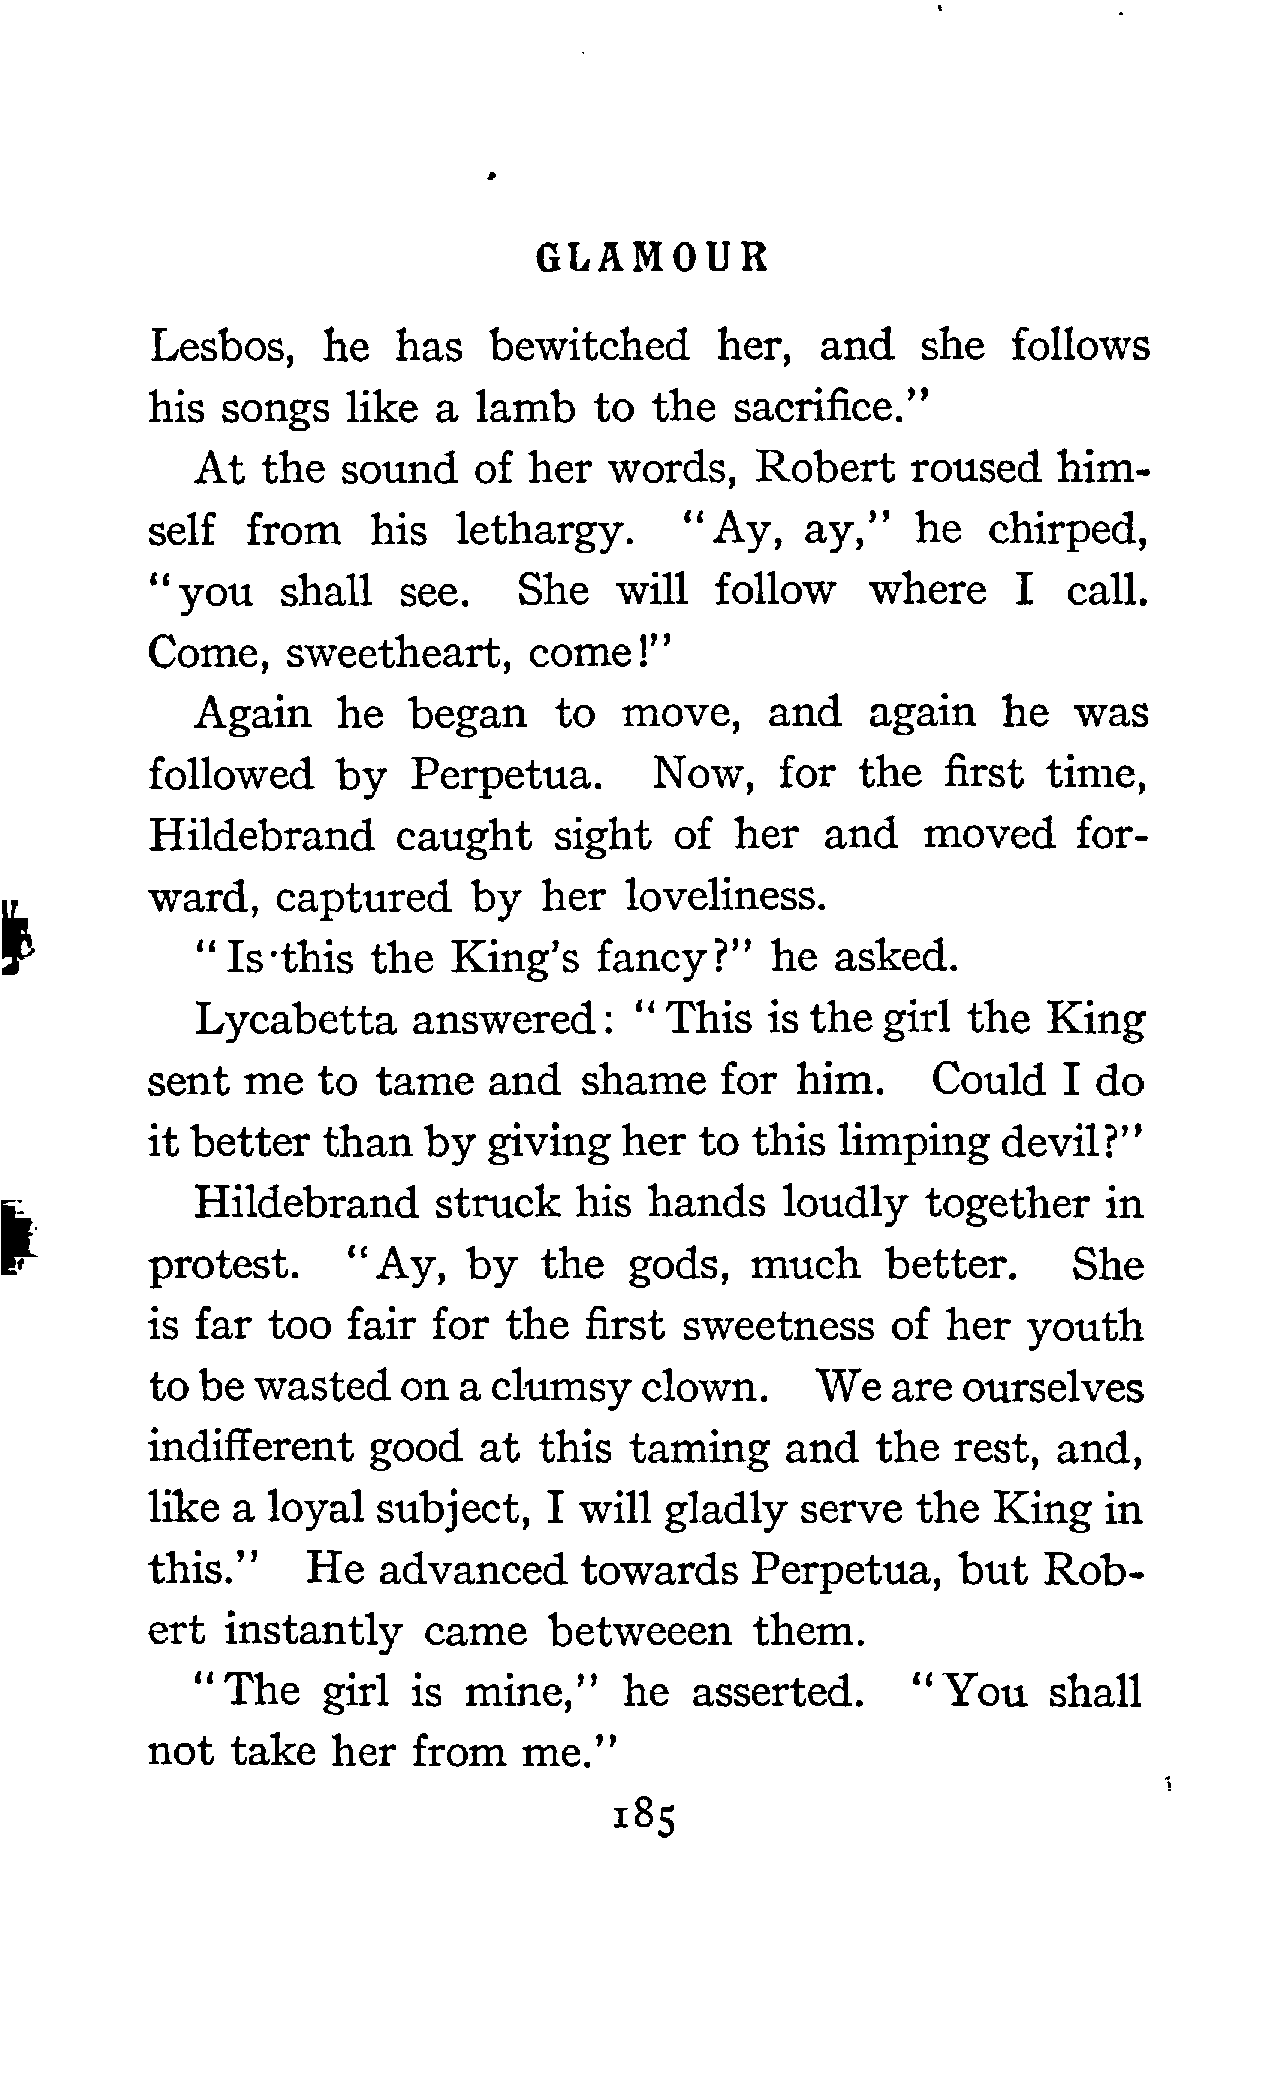 GLAMOUR
Lesbos, he has bewitched her, and she follows
his songs like a lamb to the sacrifice."
At the sound of her words, Robert roused him-
self from his lethargy. "Ay, ay," he chirped,
"you shall see. She will follow where I call.
Come, sweetheart, come!"
Again he began to move, and again he was
followed by Perpetua. Now, for the first time,
Hildebrand caught sight of her and moved for-
ward, captured by her loveliness.
"Is this the King's fancy?" he asked.
Lycabetta answered: "This is the girl the King
sent me to tame and shame for him. Could I do
it better than by giving her to this limping devil?"
Hildebrand struck his hands loudly together in
protest. "Ay, by the gods, much better. She
is far too fair for the first sweetness of her youth
to be wasted on a clumsy clown. We are ourselves
indifferent good at this taming and the rest, and,
like a loyal subject, I will gladly serve the King in
this." He advanced towards Perpetua, but Rob-
ert instantly came betweeen them.
"The girl is mine," he asserted. "You shall
not take her from me."
185